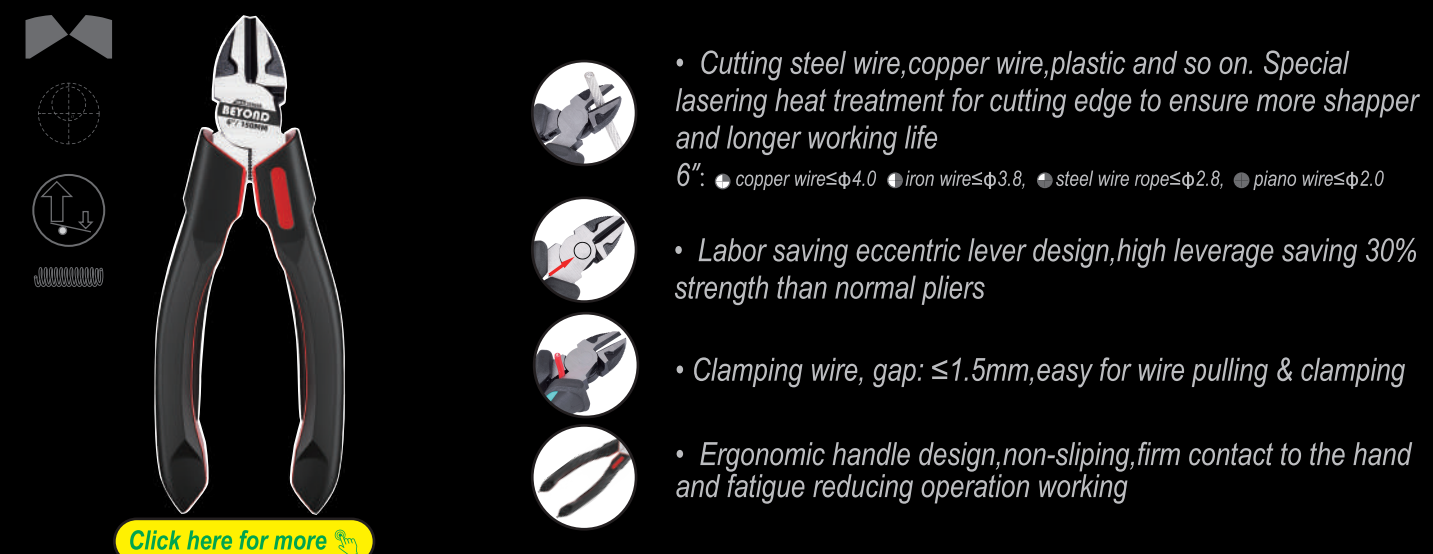 BEYOND
6"/150MM
• Cutting steel wire,copper wire,plastic and so on. Special
lasering heat treatment for cutting edge to ensure more shapper
and longer working life
6": copper wire≤ф4.0 iron wire≤ф3.8, steel wire rope≤ф2.8, piano wire≤ф2.0
• Labor saving eccentric lever design,high leverage saving 30%
strength than normal pliers
• Clamping wire, gap: ≤1.5mm,easy for wire pulling & clamping
• Ergonomic handle design,non-sliping,firm contact to the hand
and fatigue reducing operation working
Click here for more